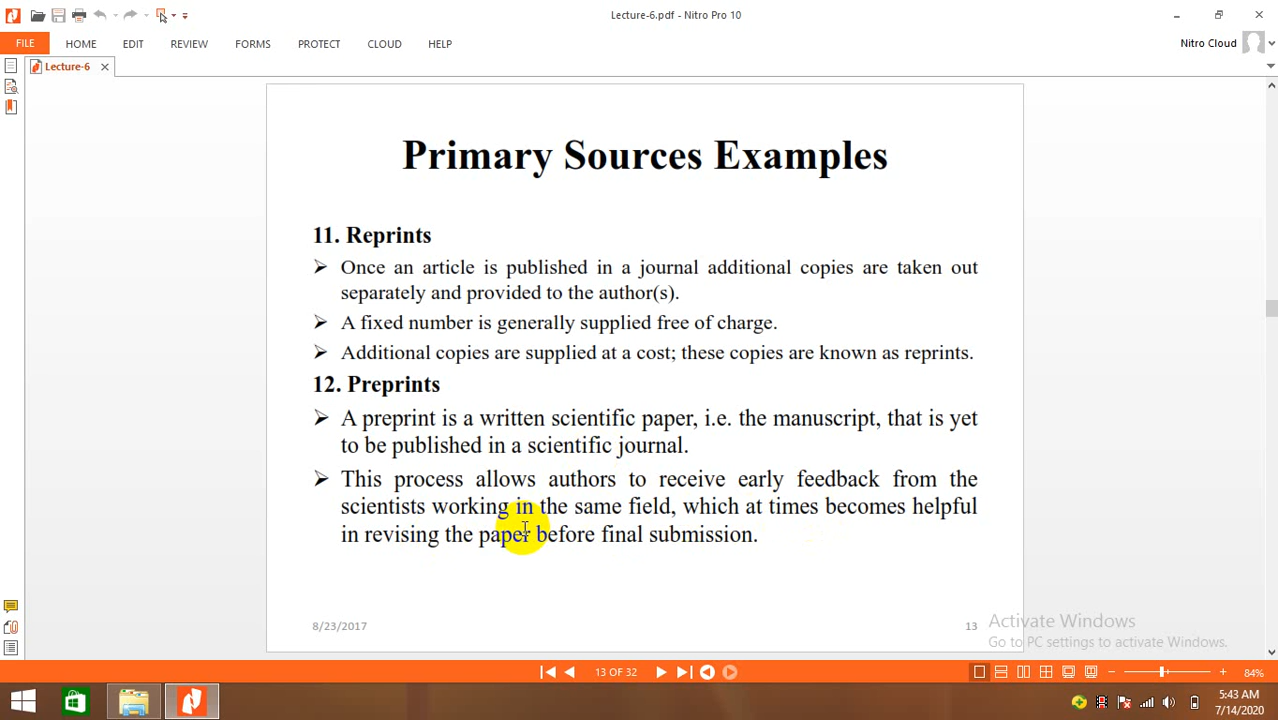 Lecture-6.pdf - Nitro Pro 10
FILE HOME EDIT REVIEW FORMS PROTECT CLOUD HELP
Nitro Cloud
Lecture-6
Primary Sources Examples
11. Reprints
➢ Once an article is published in a journal additional copies are taken out
separately and provided to the author(s).
➢ A fixed number is generally supplied free of charge.
➢ Additional copies are supplied at a cost; these copies are known as reprints.
12. Preprints
➢ A preprint is a written scientific paper, i.e. the manuscript, that is yet
to be published in a scientific journal.
➢ This process allows authors to receive early feedback from the
scientists working in the same field, which at times becomes helpful
in revising the paper before final submission.
8/23/2017 13
Activate Windows
Go to PC settings to activate Windows.
13 OF 32
84%
5:43 AM
7/14/2020